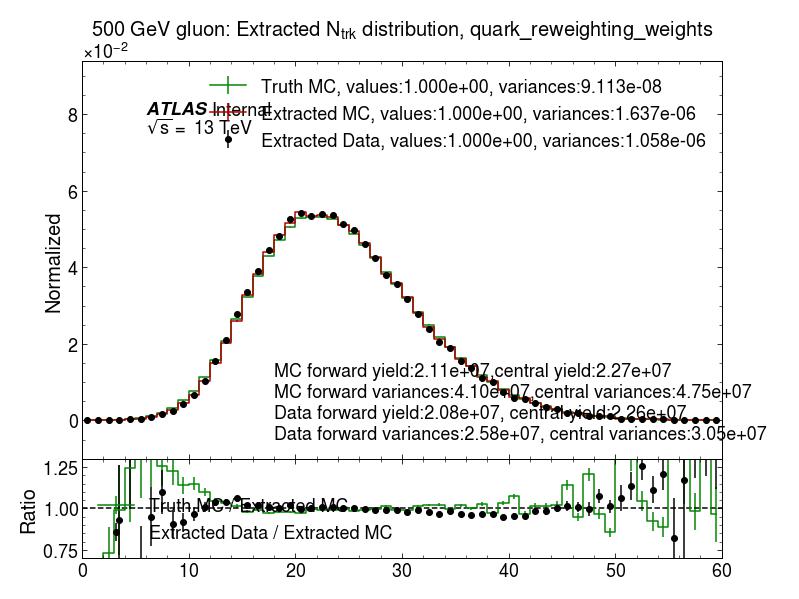 500 GeV gluon: Extracted Ntrk distribution, quark_reweighting_weights
×10−2
Truth MC, values:1.000e+00, variances:9.113e-08
ATLAS Internal
Extracted MC, values:1.000e+00, variances:1.637e-06
√s = 13 TeV
Extracted Data, values:1.000e+00, variances:1.058e-06
8
6
4
2
0
Normalized
MC forward yield:2.11e+07,central yield:2.27e+07
MC forward variances:4.10e+07,central variances:4.75e+07
Data forward yield:2.08e+07, central yield:2.26e+07
Data forward variances:2.58e+07, central variances:3.05e+07
1.25
1.00
0.75
Ratio
Truth MC / Extracted MC
Extracted Data / Extracted MC
0 10 20 30 40 50 60